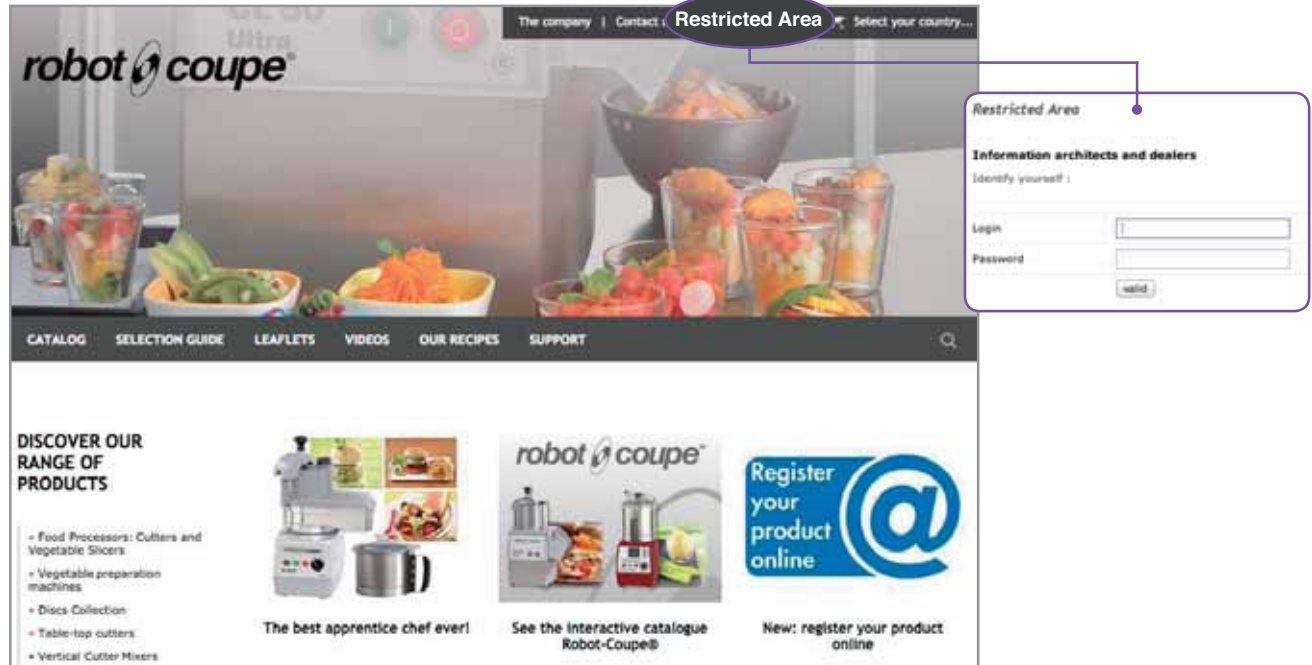 CL 50
Ultra
The company | Contact
Restricted Area
Select your country...
robot coupe®
Restricted Area
Information architects and dealers
Identify yourself :
Login
Password
valid
CATALOG SELECTION GUIDE LEAFLETS VIDEOS OUR RECIPES SUPPORT
DISCOVER OUR
RANGE OF
PRODUCTS
Food Processors: Cutters and
Vegetable Slicers
Vegetable preparation
machines
Discs Collection
Table-top cutters
Vertical Cutter Mixers
The best apprentice chef ever!
robot coupe®
See the interactive catalogue
Robot-Coupe®
Register
your
product
online
@
New: register your product
online